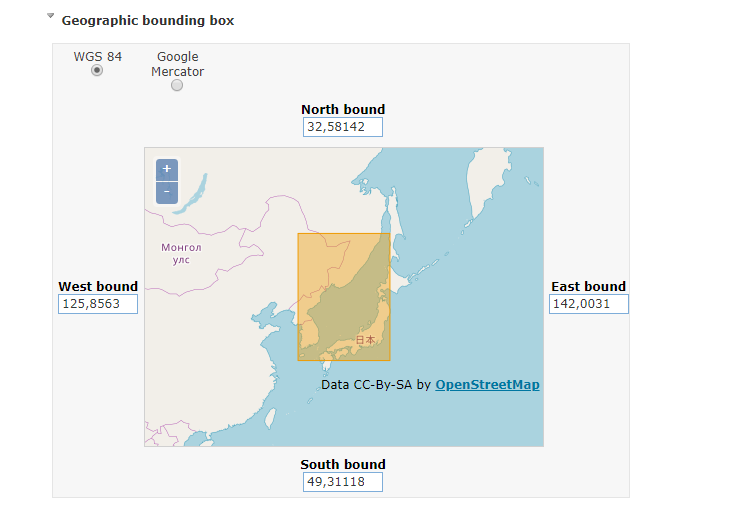 Geographic bounding box
WGS 84
Google
Mercator
North bound
32,58142
+
-
Монгол
улс
West bound
125,8563
East bound
142,0031
日本
Data CC-By-SA by OpenStreetMap
South bound
49,31118